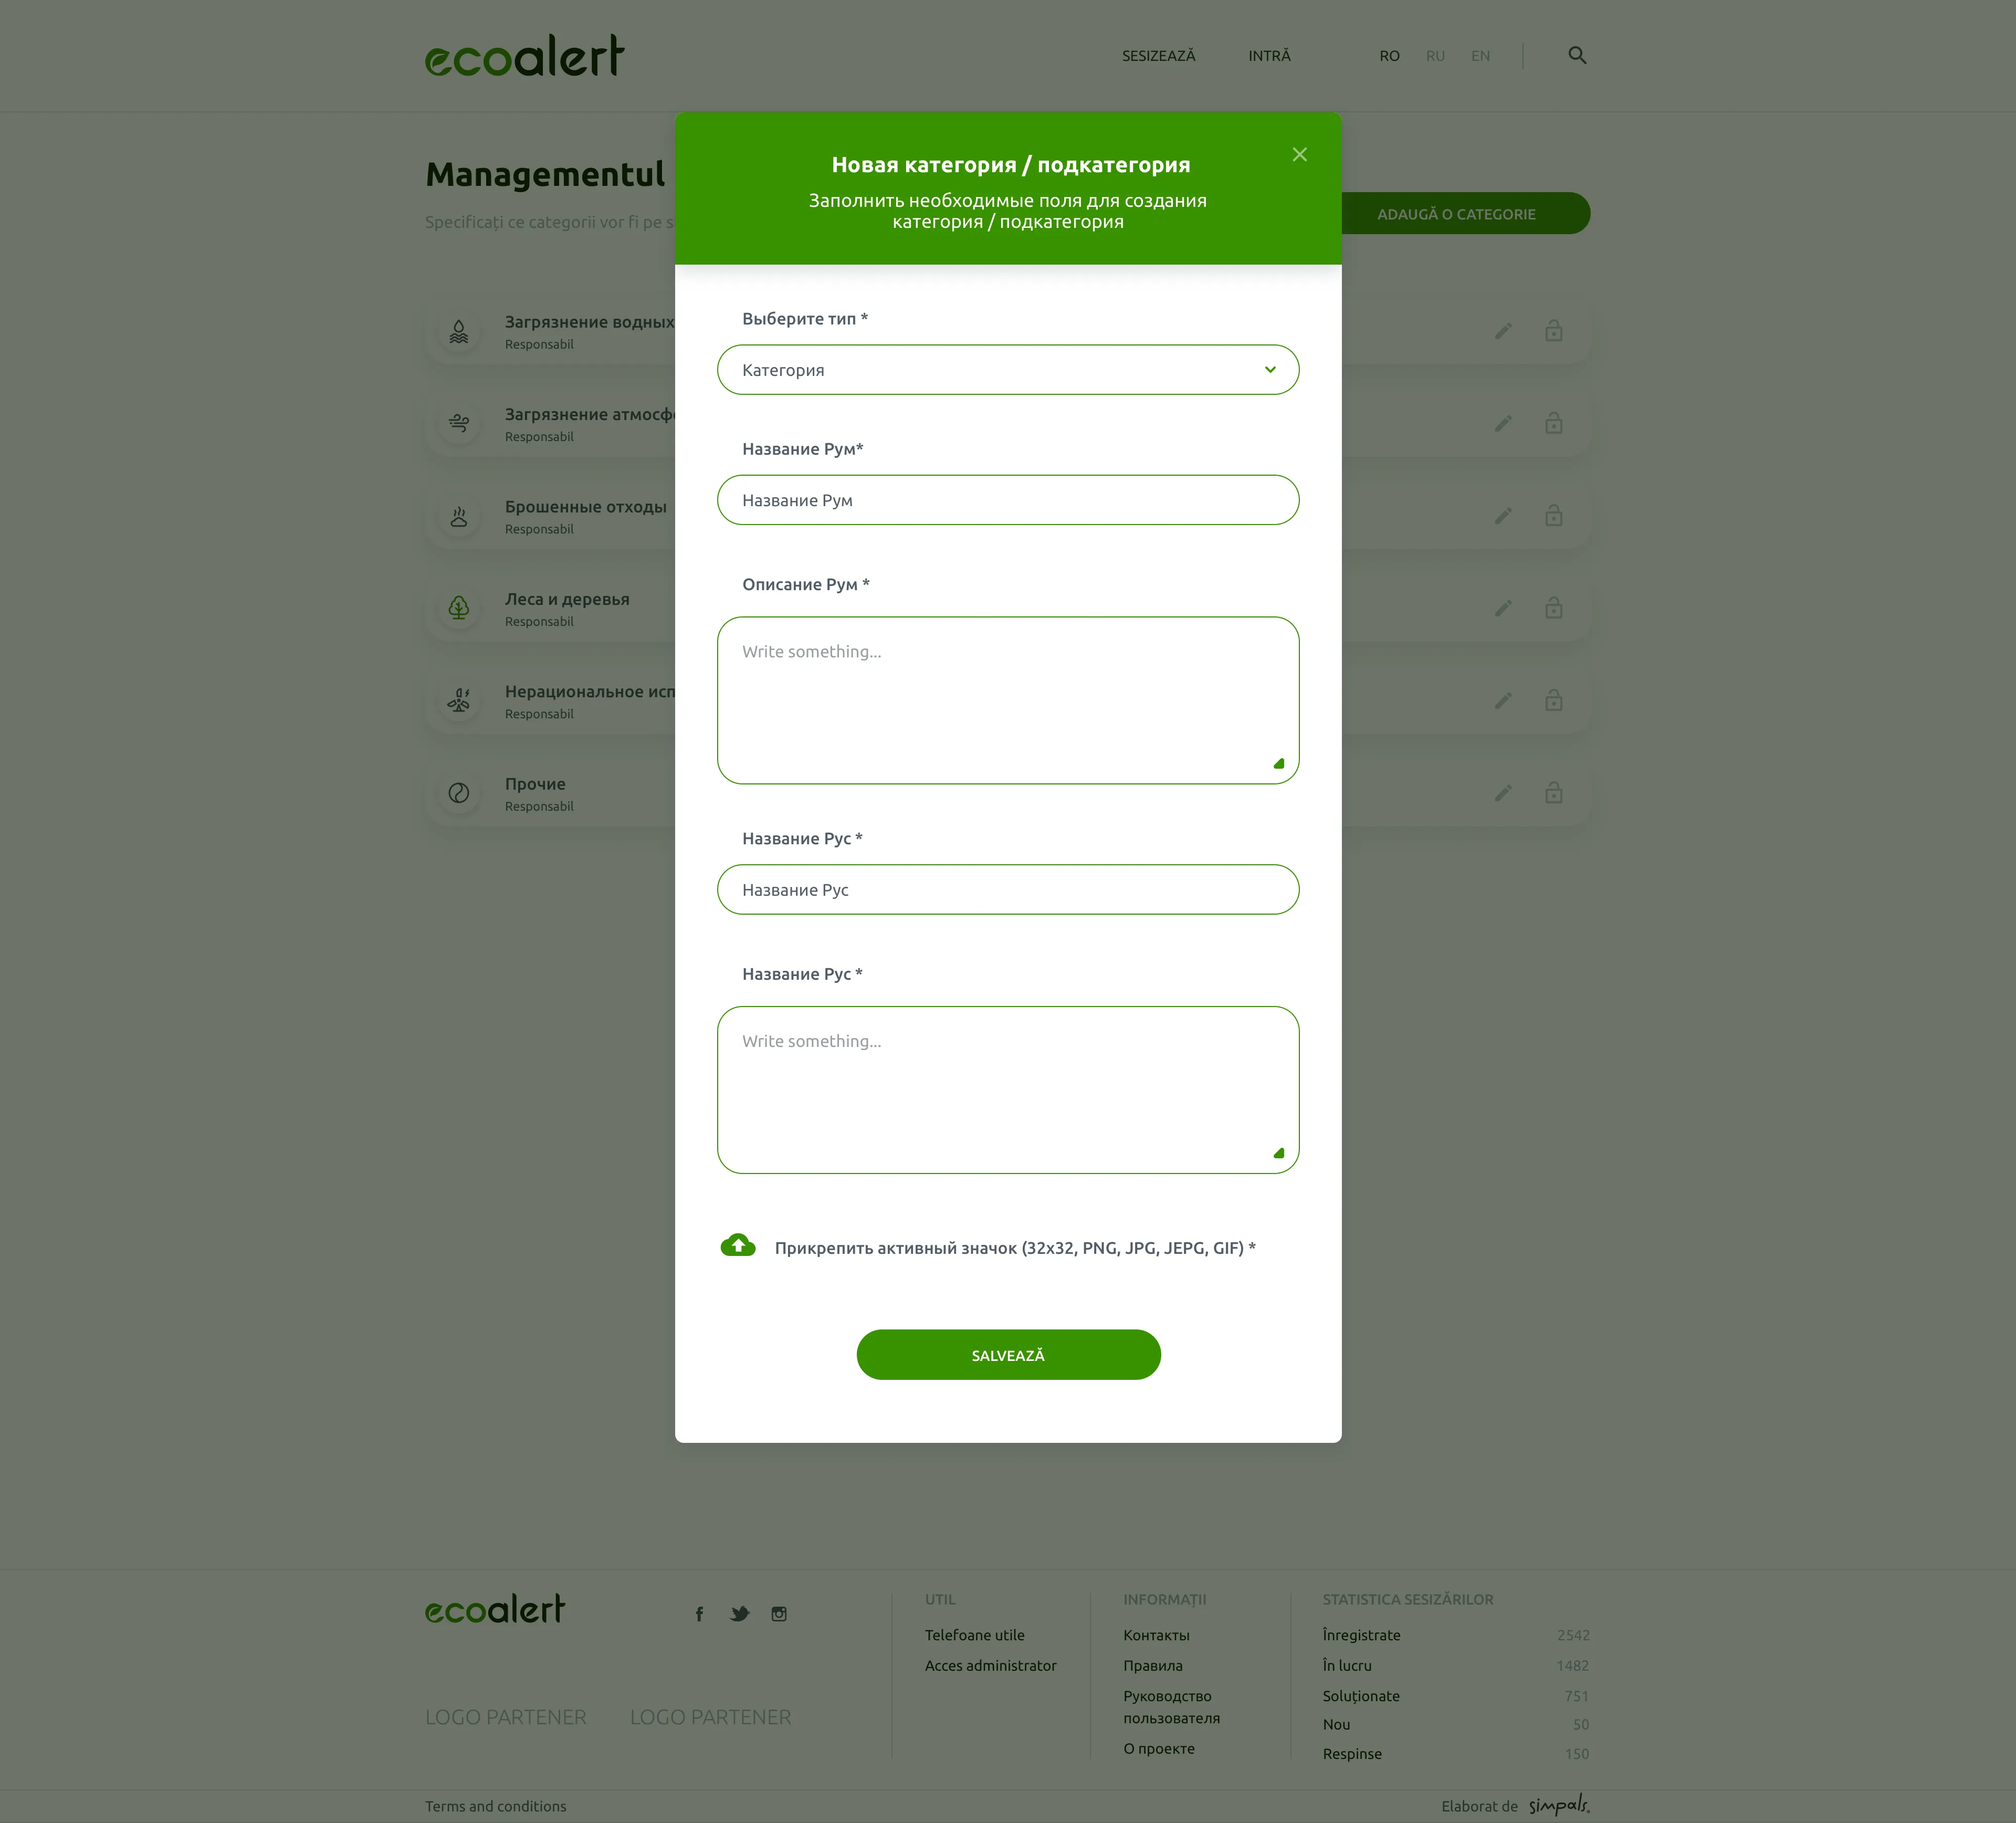 ecoalert
SESIZEAZĂ
INTRĂ
RO
RU
EN
Managementul
Specificați ce categorii vor fi pe s
ADAUGĂ O CATEGORIE
Новая категория / подкатегория
Заполнить необходимые поля для создания
категория / подкатегория
Загрязнение водных
Responsabil
Загрязнение атмосф
Responsabil
Брошенные отходы
Responsabil
Леса и деревья
Responsabil
Нерациональное исп
Responsabil
Прочие
Responsabil
Выберите тип *
Категория
Название Рум*
Название Рум
Описание Рум *
Write something...
Название Рус *
Название Рус
Название Рус *
Write something...
Прикрепить активный значок (32x32, PNG, JPG, JEPG, GIF) *
SALVEAZĂ
ecoalert
LOGO PARTENER
LOGO PARTENER
UTIL
Telefoane utile
Acces administrator
INFORMAȚII
Контакты
Правила
Руководство
пользователя
О проекте
STATISTICA SESIZĂRILOR
Înregistrate 2542
În lucru 1482
Soluționate 751
Nou 50
Respinse 150
Terms and conditions
Elaborat de simpals.